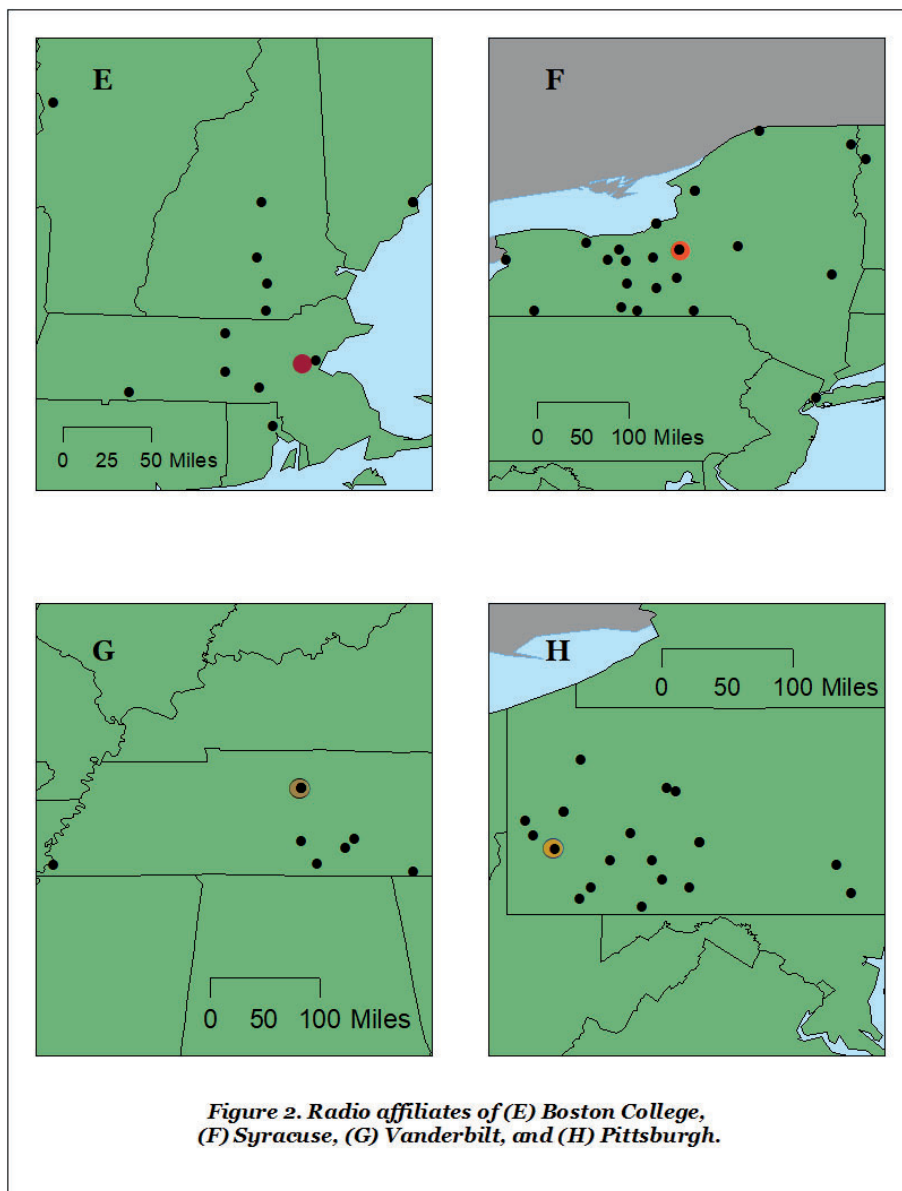 E
0 25 50 Miles
F
0 50 100 Miles
G
0 50 100 Miles
H
0 50 100 Miles
Figure 2. Radio affiliates of (E) Boston College,
(F) Syracuse, (G) Vanderbilt, and (H) Pittsburgh.